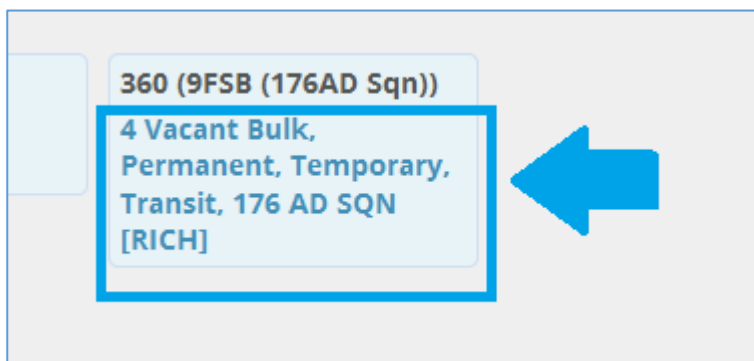 360 (9FSB (176AD Sqn))
4 Vacant Bulk,
Permanent, Temporary,
Transit, 176 AD SQN
[RICH]